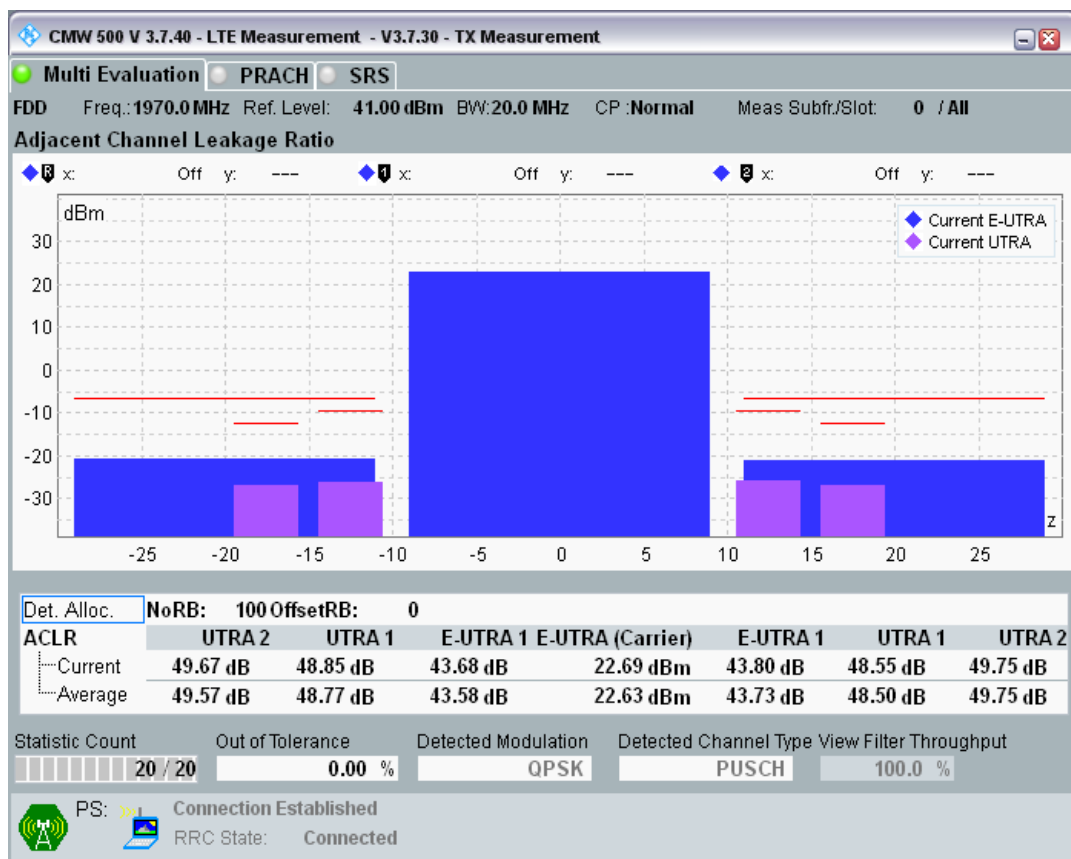 CMW 500 V 3.7.40 - LTE Measurement - V3.7.30 - TX Measurement
Multi Evaluation PRACH SRS
FDD Freq.:1970.0 MHz Ref. Level: 41.00 dBm BW:20.0 MHz CP :Normal Meas Subfr./Slot: 0 / All
Adjacent Channel Leakage Ratio
R x: Off y: --- 1 x: Off y: --- 2 x: Off y: ---
dBm
Current E-UTRA
Current UTRA
30
20
10
0
-10
-20
-30
z
-25 -20 -15 -10 -5 0 5 10 15 20 25
Det. Alloc. NoRB: 100 OffsetRB: 0
ACLR UTRA 2 UTRA 1 E-UTRA 1 E-UTRA (Carrier) E-UTRA 1 UTRA 1 UTRA 2
Current 49.67 dB 48.85 dB 43.68 dB 22.69 dBm 43.80 dB 48.55 dB 49.75 dB
Average 49.57 dB 48.77 dB 43.58 dB 22.63 dBm 43.73 dB 48.50 dB 49.75 dB
Statistic Count Out of Tolerance Detected Modulation Detected Channel Type View Filter Throughput
20 / 20 0.00 % QPSK PUSCH 100.0 %
PS: Connection Established
RRC State: Connected